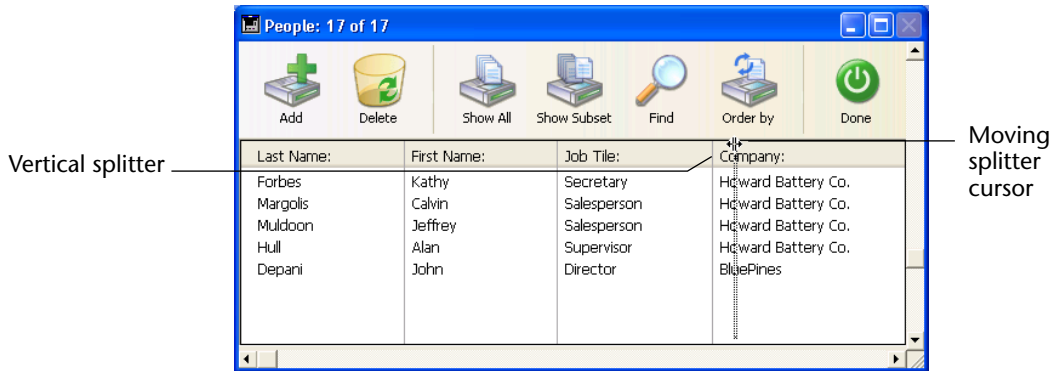 People: 17 of 17
Add Delete Show All Show Subset Find Order by Done
Moving splitter cursor
Vertical splitter
Last Name: First Name: Job Tile: Company:
Forbes Kathy Secretary Howard Battery Co.
Margolis Calvin Salesperson Howard Battery Co.
Muldoon Jeffrey Salesperson Howard Battery Co.
Hull Alan Supervisor Howard Battery Co.
Depani John Director BluePines